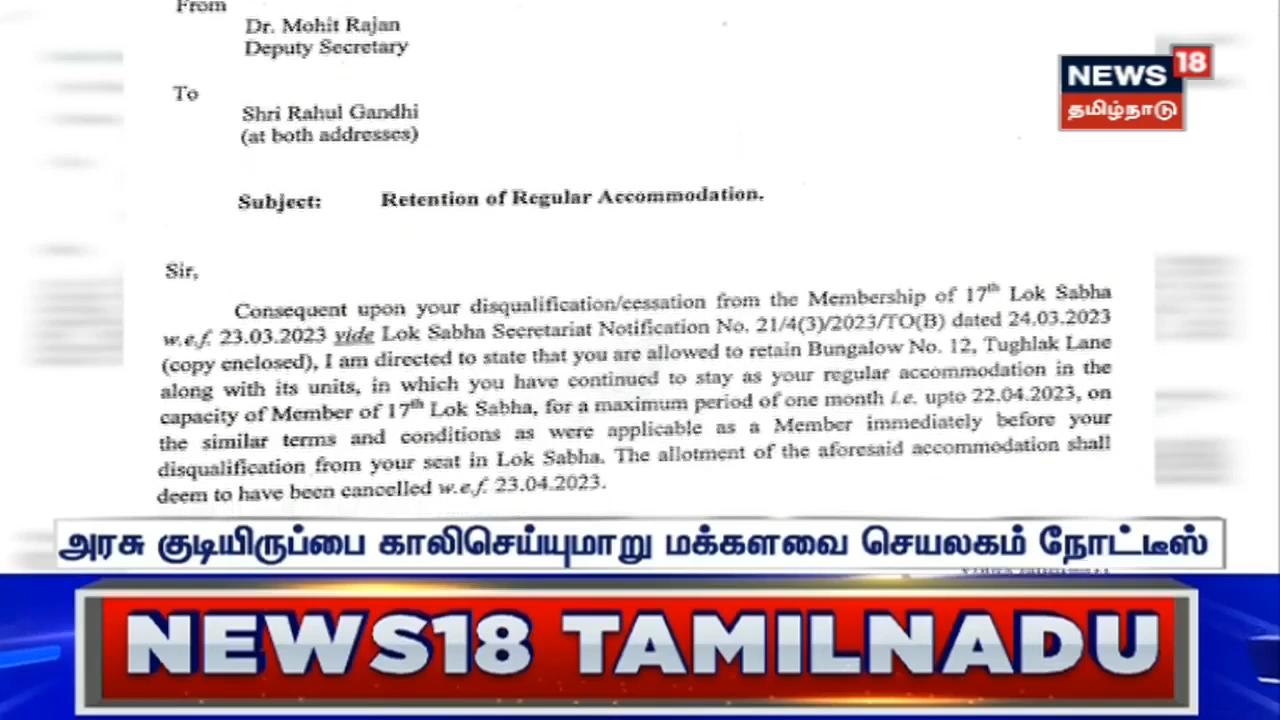 From
Dr. Mohit Rajan
Deputy Secretary
To
Shri Rahul Gandhi
(at both addresses)
Subject: Retention of Regular Accommodation.
Sir,
Consequent upon your disqualification/cessation from the Membership of 17th Lok Sabha
w.e.f. 23.03.2023 vide Lok Sabha Secretariat Notification No. 21/4(3)/2023/TO(B) dated 24.03.2023
(copy enclosed), I am directed to state that you are allowed to retain Bungalow No. 12, Tughlak Lane
along with its units, in which you have continued to stay as your regular accommodation in the
capacity of Member of 17th Lok Sabha, for a maximum period of one month i.e. upto 22.04.2023, on
the similar terms and conditions as were applicable as a Member immediately before your
disqualification from your seat in Lok Sabha. The allotment of the aforesaid accommodation shall
deem to have been cancelled w.e.f. 23.04.2023.
NEWS 18
தமிழ்நாடு
அரசு குடியிருப்பை காலிசெய்யுமாறு மக்களவை செயலகம் நோட்டீஸ்
NEWS18 TAMILNADU